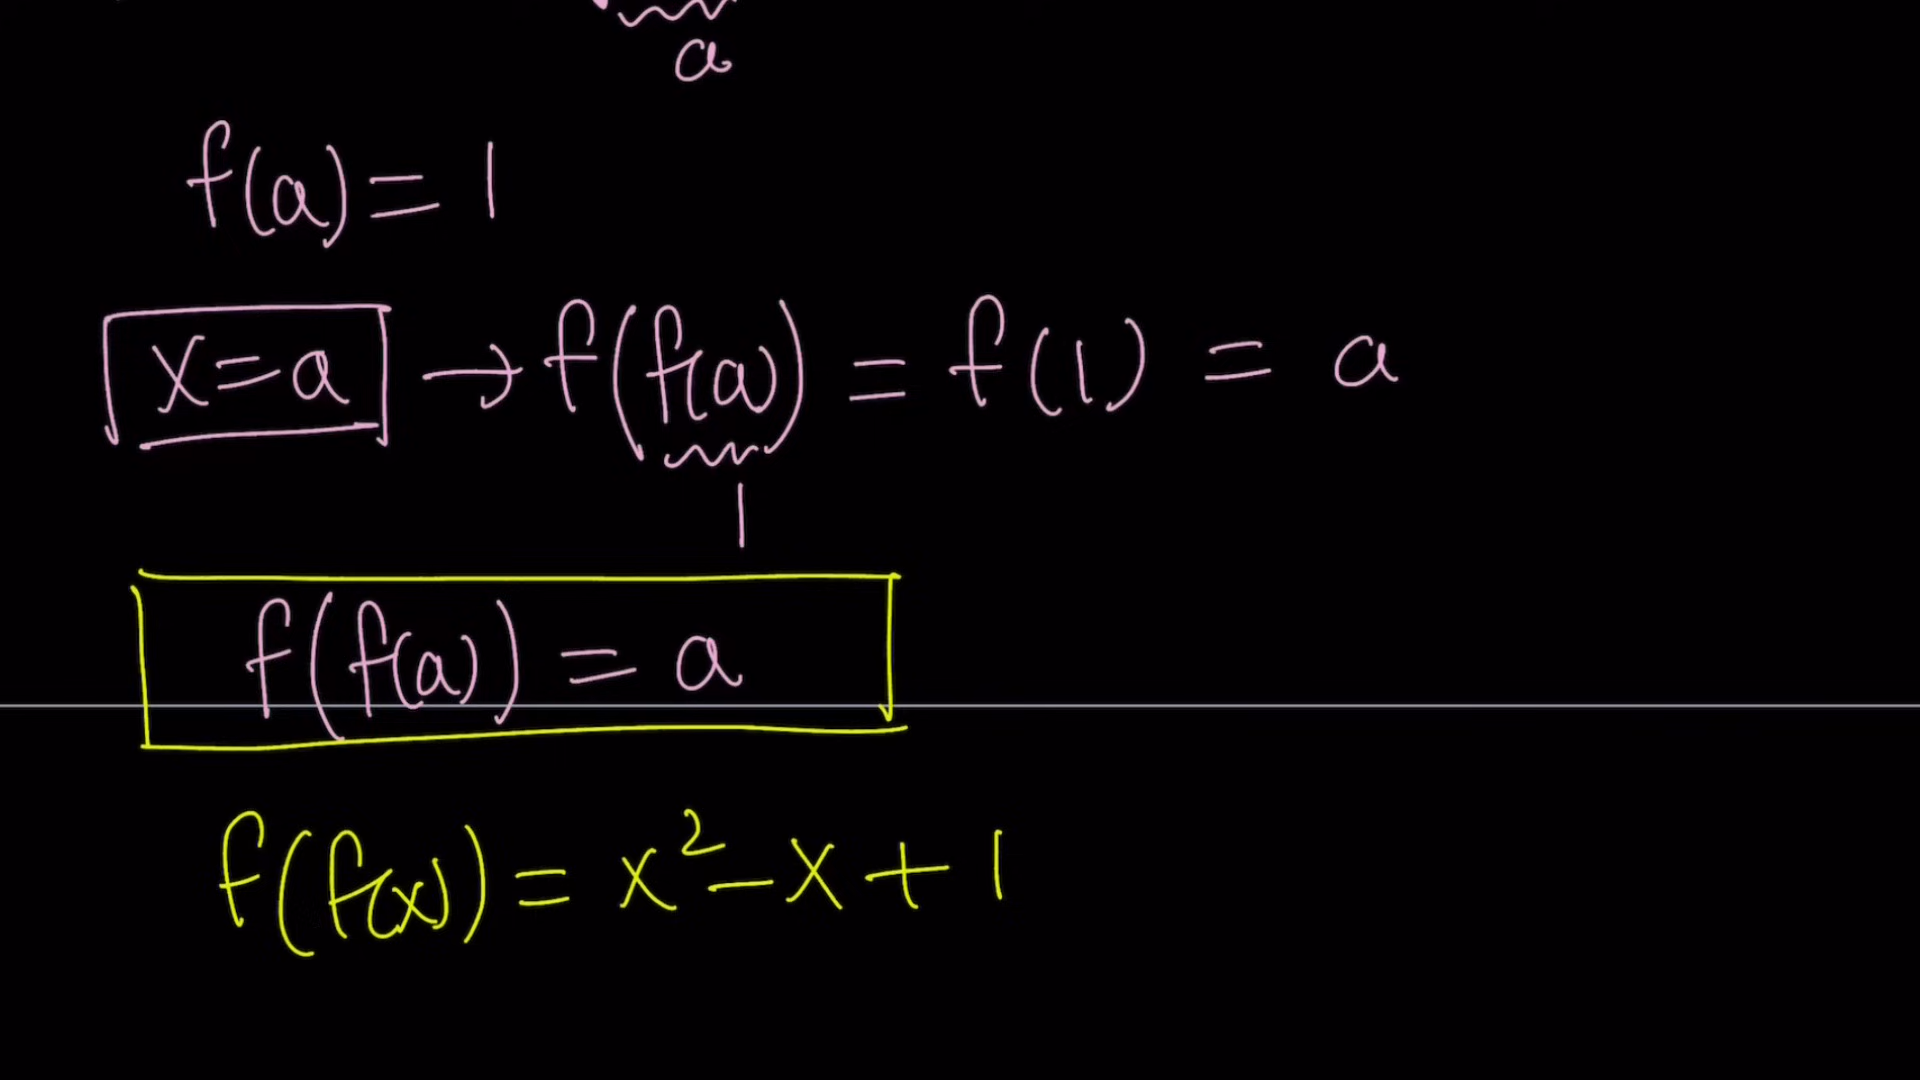 a
f(a) = 1
x = a → f(f(a)) = f(1) = a
1
f(f(a)) = a
f(f(x)) = x² - x + 1